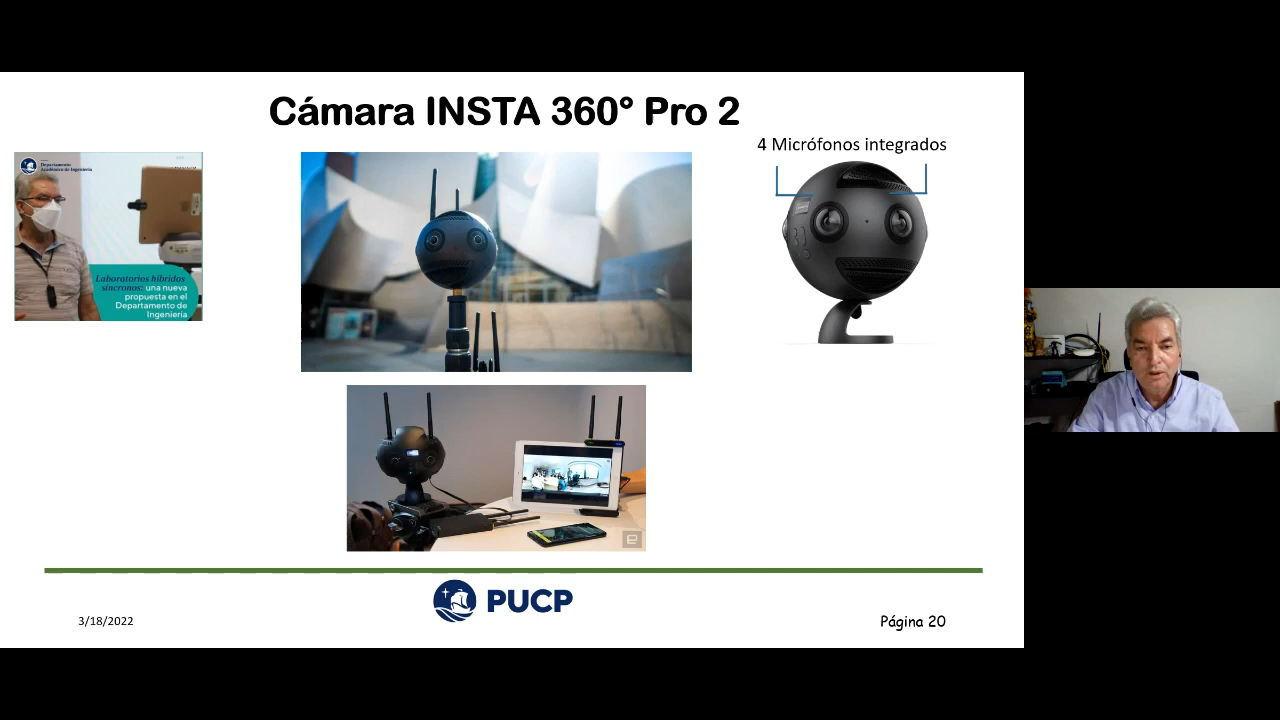 Cámara INSTA 360° Pro 2
4 Micrófonos integrados
Departamento
Académico de Ingeniería
Laboratorios híbridos
síncronos: una nueva
propuesta en el
Departamento de
Ingeniería
PUCP
3/18/2022
Página 20